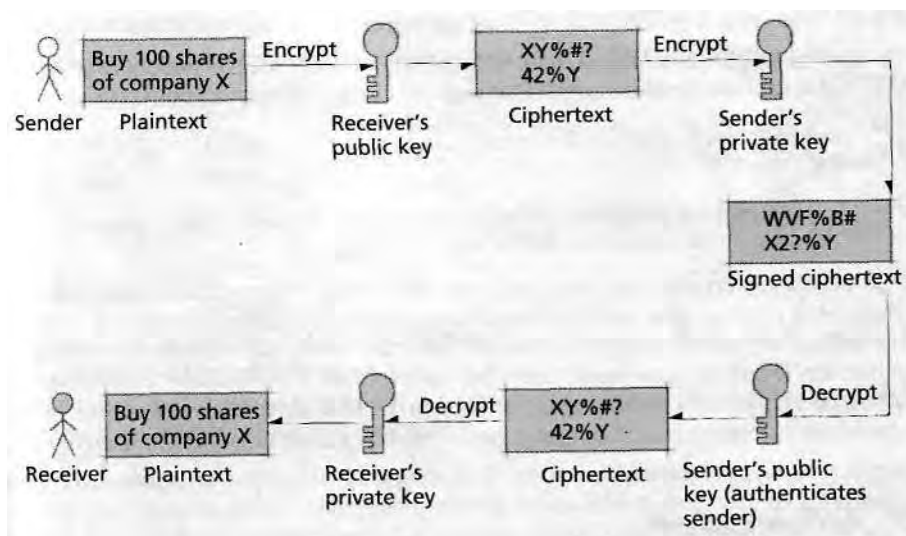 Buy 100 shares
of company X
Encrypt
XY%#?
42%Y
Encrypt
Sender
Plaintext
Receiver's
public key
Ciphertext
Sender's
private key
WVF%B#
X2?%Y
Signed ciphertext
Buy 100 shares
of company X
Decrypt
XY%#?
42%Y
Decrypt
Receiver
Plaintext
Receiver's
private key
Ciphertext
Sender's public
key (authenticates
sender)